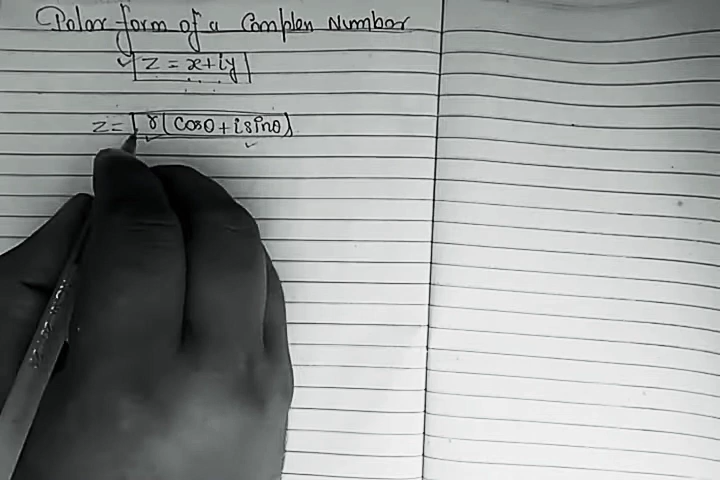 Polar form of a Complex Number
z = x+iy
z = r(cosθ + isinθ)